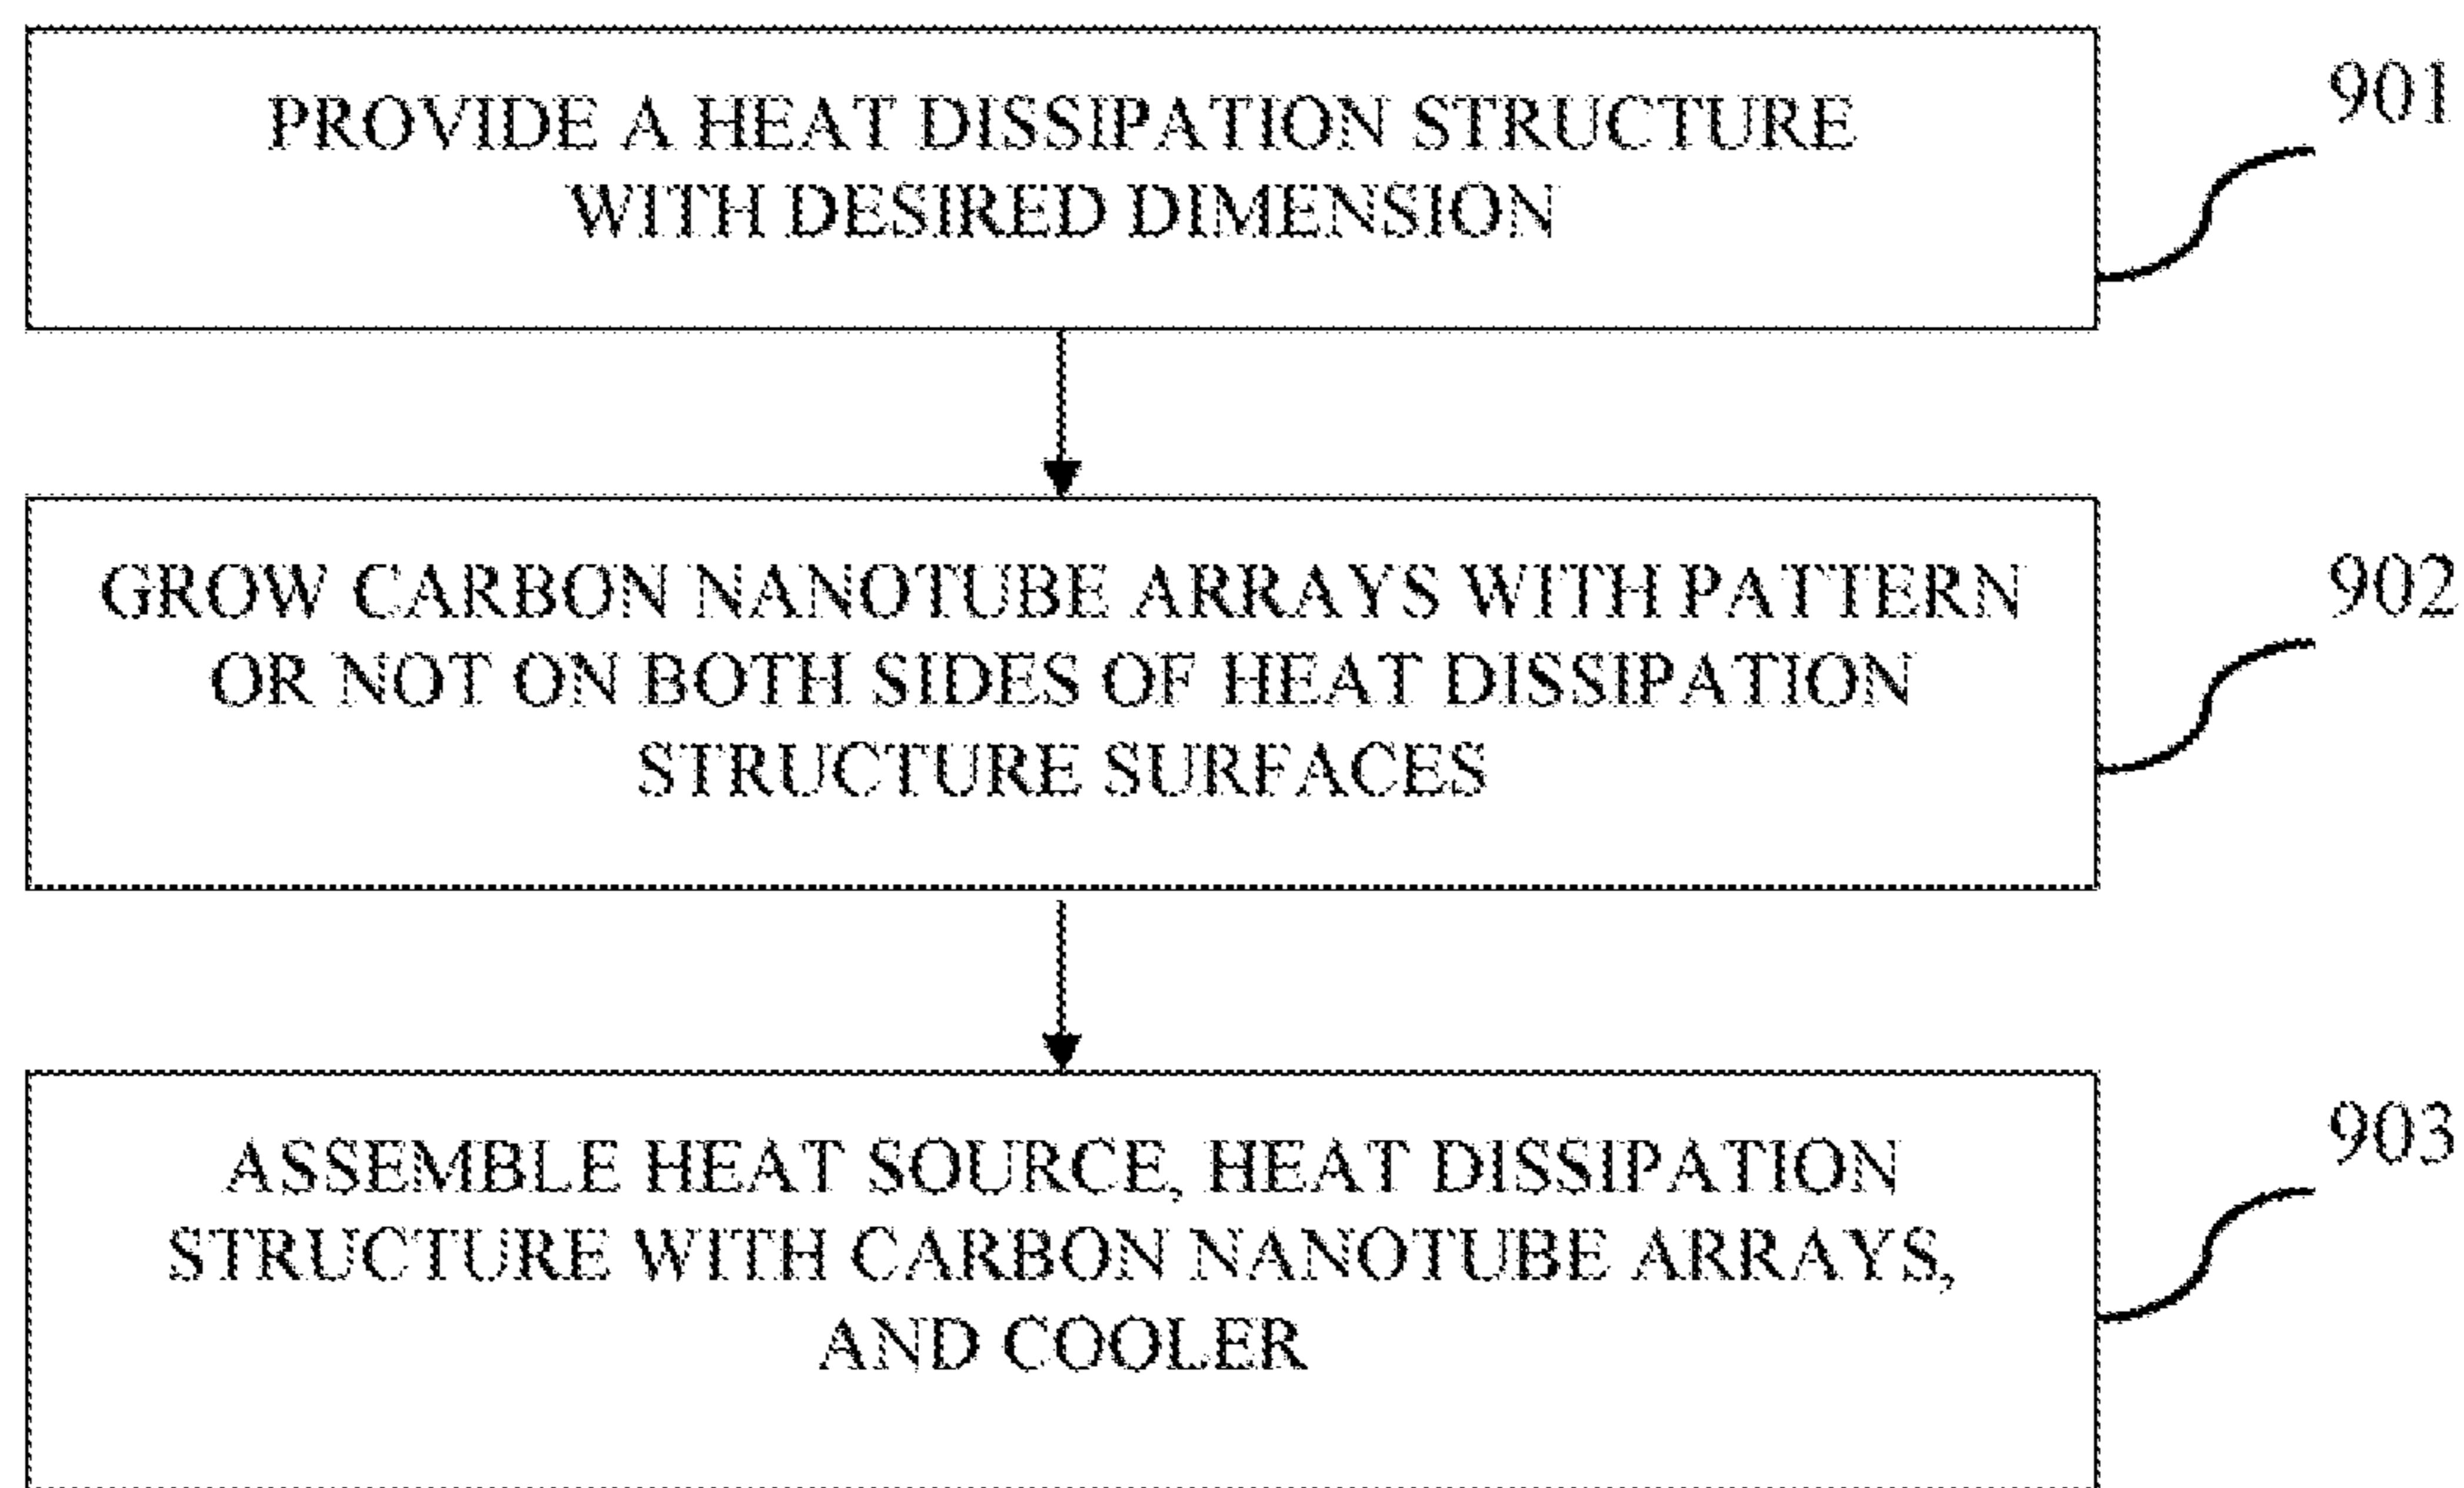 PROVIDE A HEAT DISSIPATION STRUCTURE
WITH DESIRED DIMENSION
901
GROW CARBON NANOTUBE ARRAYS WITH PATTERN
OR NOT ON BOTH SIDES OF HEAT DISSIPATION
STRUCTURE SURFACES
902
ASSEMBLE HEAT SOURCE, HEAT DISSIPATION
STRUCTURE WITH CARBON NANOTUBE ARRAYS,
AND COOLER
903